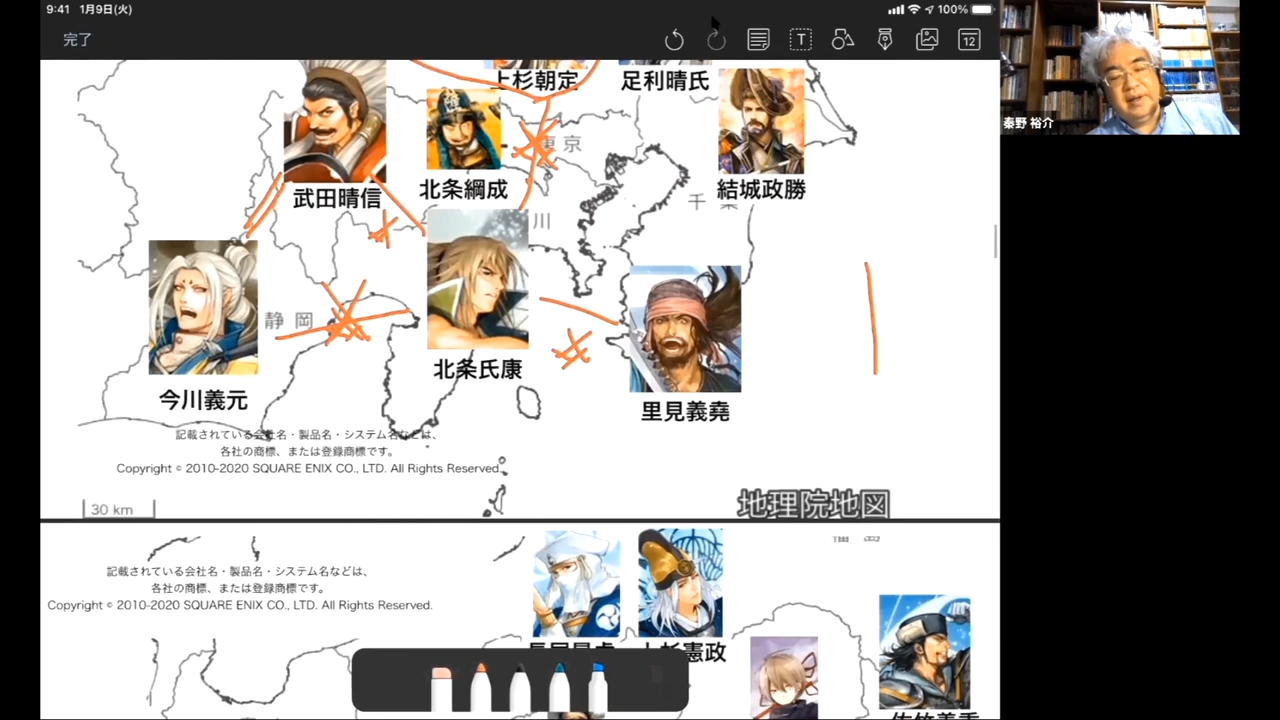 9:41 1月9日(火)
100%
完了
T
12
秦野 裕介
上杉朝定
足利晴氏
東京
武田晴信
北条綱成
千葉
結城政勝
川
静岡
今川義元
北条氏康
里見義堯
記載されている会社名・製品名・システム名などは、
各社の商標、または登録商標です。
Copyright © 2010-2020 SQUARE ENIX CO., LTD. All Rights Reserved.
30 km
地理院地図
記載されている会社名・製品名・システム名などは、
各社の商標、または登録商標です。
Copyright © 2010-2020 SQUARE ENIX CO., LTD. All Rights Reserved.
上杉憲政
佐竹義重